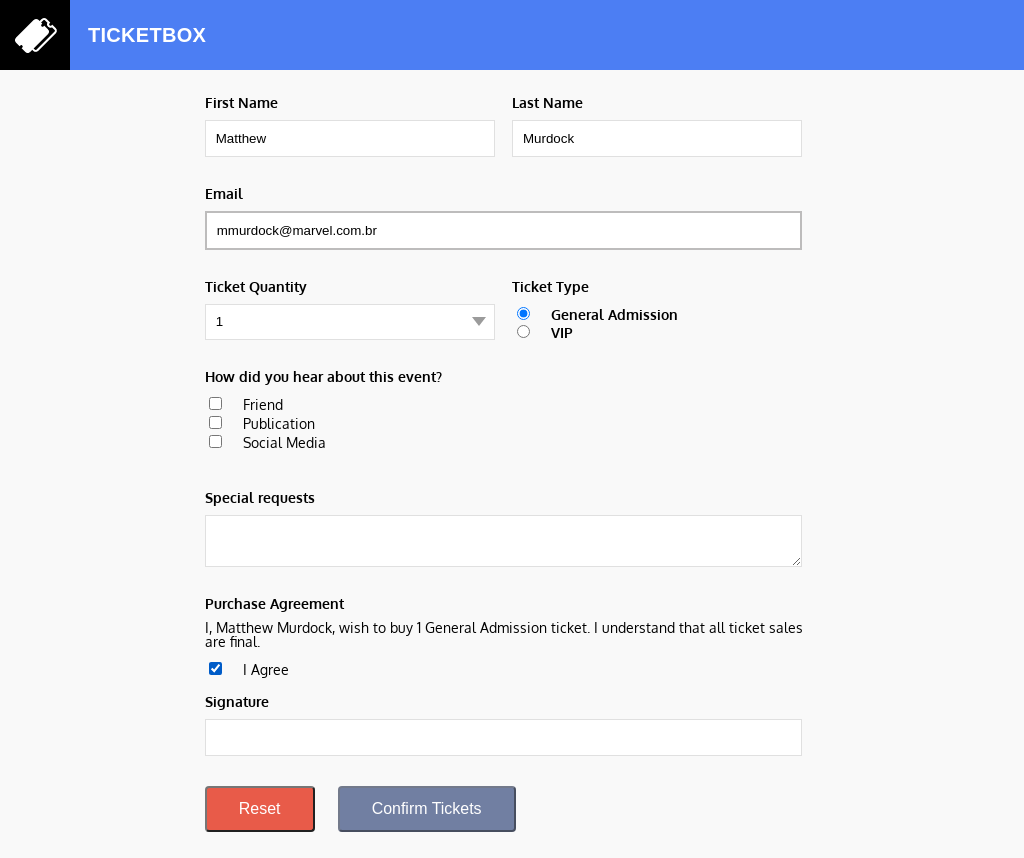 TICKETBOX
First Name
Last Name
Matthew
Murdock
Email
mmurdock@marvel.com.br
Ticket Quantity
Ticket Type
1
General Admission
VIP
How did you hear about this event?
Friend
Publication
Social Media
Special requests
Purchase Agreement
I, Matthew Murdock, wish to buy 1 General Admission ticket. I understand that all ticket sales
are final.
I Agree
Signature
Reset
Confirm Tickets